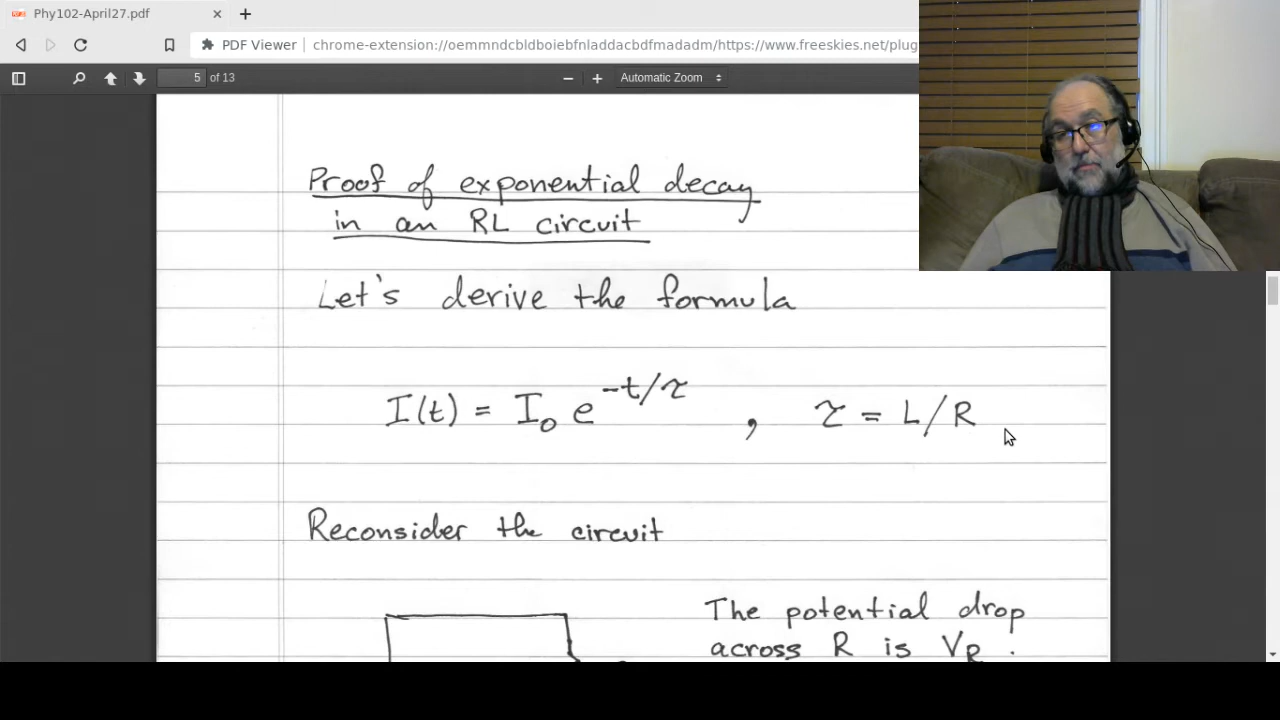 Phy102-April27.pdf
PDF Viewer chrome-extension://oemmndcbldboiebfnladdacbdfmadadm/https://www.freeskies.net/plug
5 of 13 Automatic Zoom
Proof of exponential decay
in an RL circuit
Let's derive the formula
I(t) = I₀ e^{-t/τ} , τ = L/R
Reconsider the circuit
The potential drop
across R is V_R .